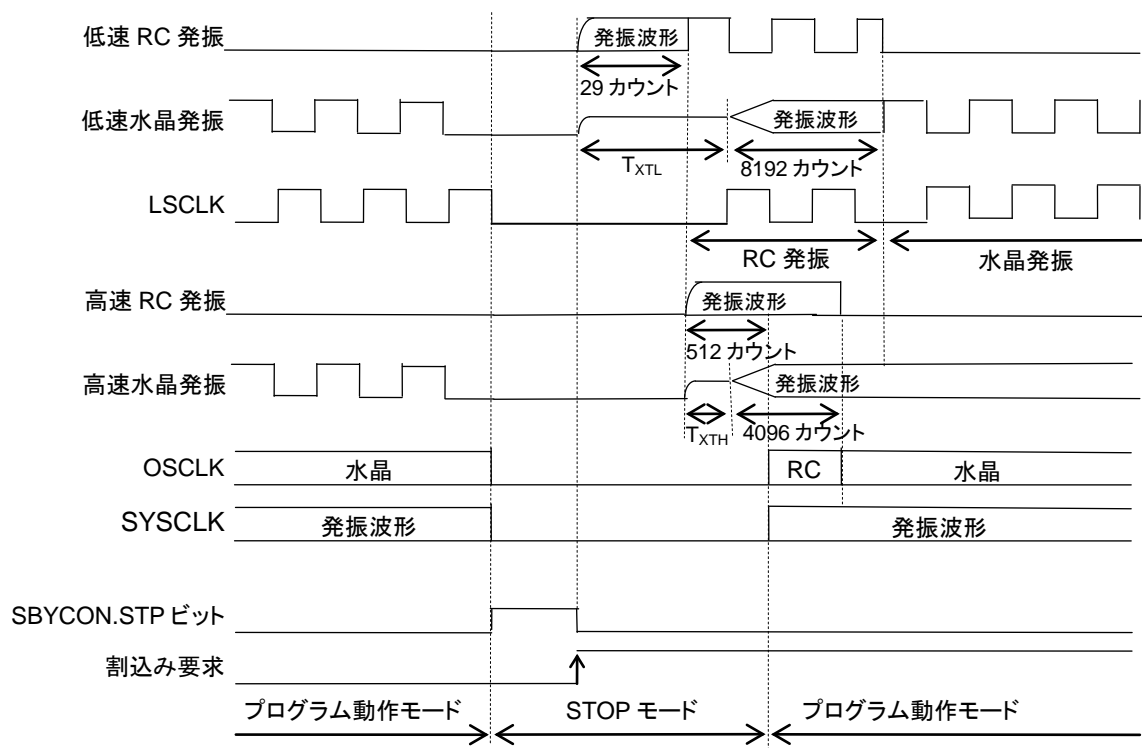 低速 RC 発振
発振波形
29 カウント
低速水晶発振
発振波形
TXTL
8192 カウント
LSCLK
RC 発振
水晶発振
高速 RC 発振
発振波形
512 カウント
高速水晶発振
発振波形
TXTH
4096 カウント
OSCLK
水晶
RC
水晶
SYSCLK
発振波形
発振波形
SBYCON.STP ビット
割込み要求
プログラム動作モード
STOP モード
プログラム動作モード